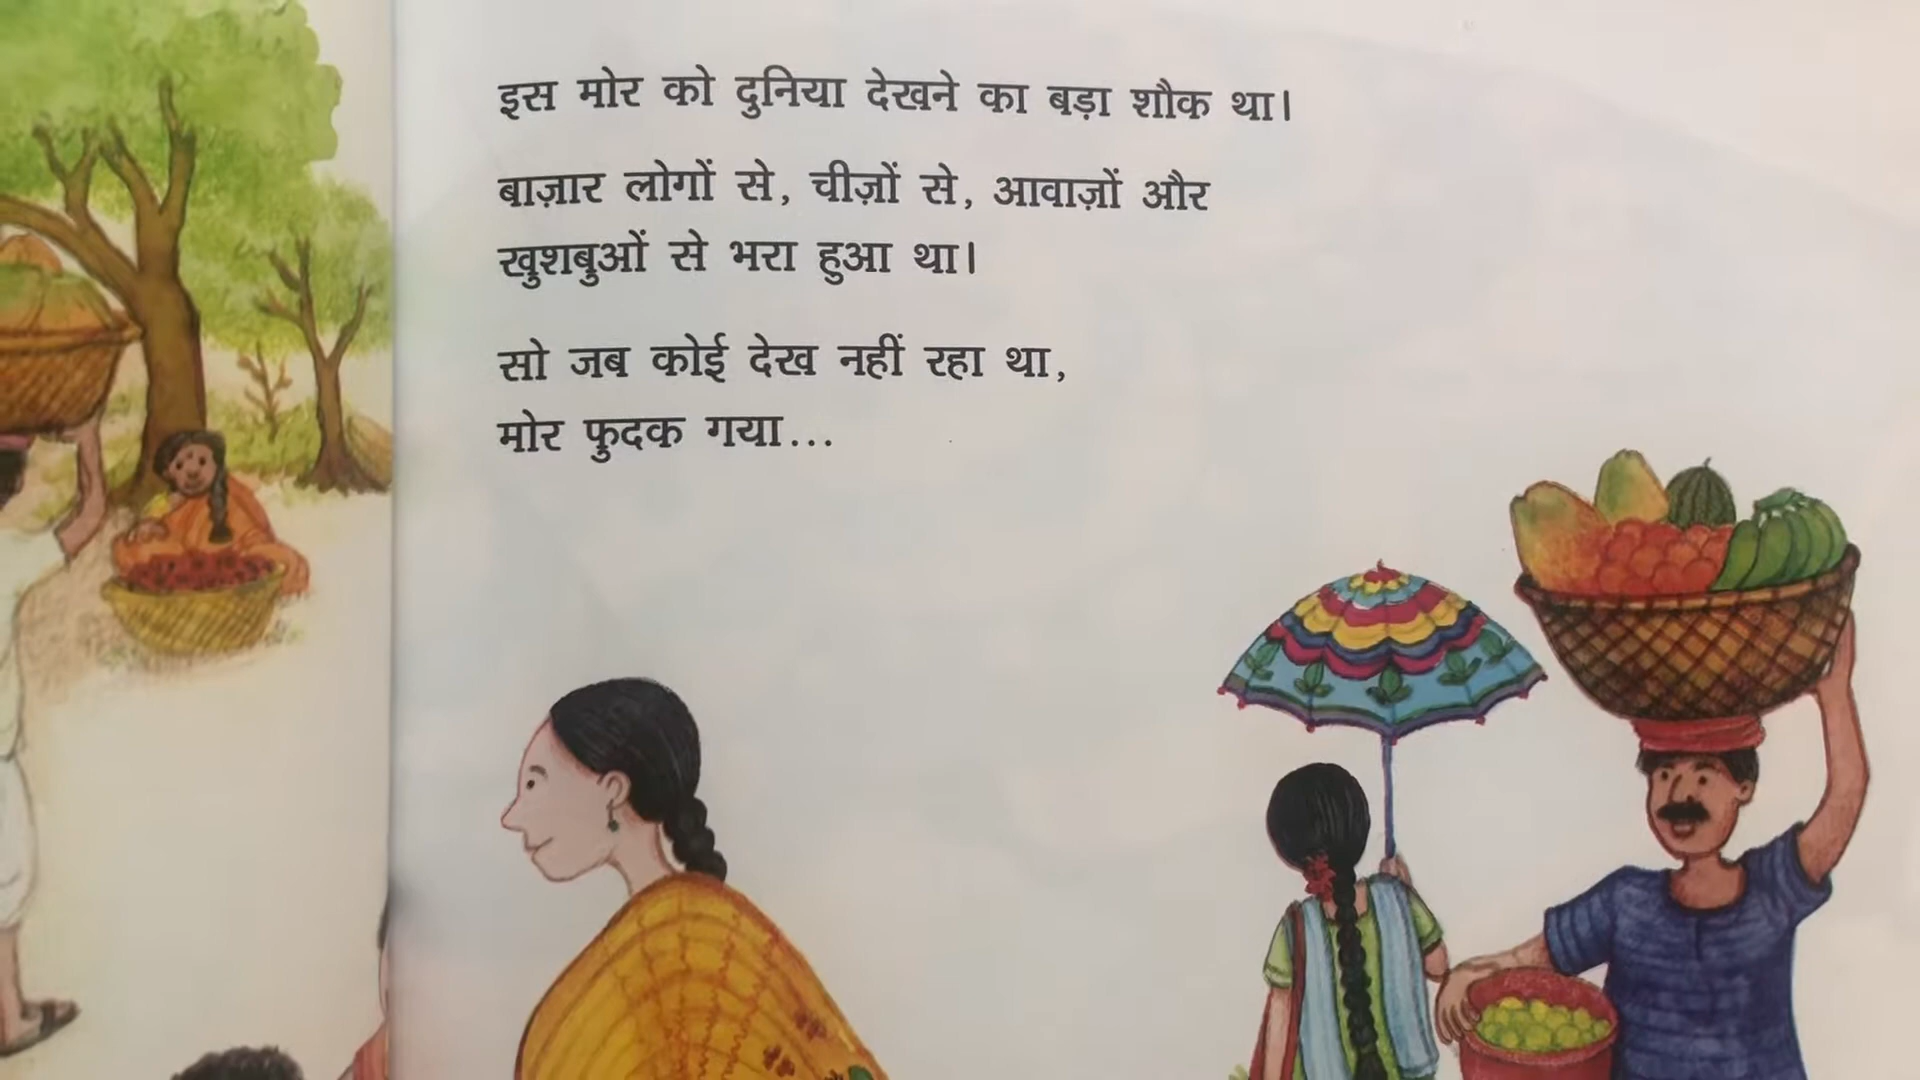 इस मोर को दुनिया देखने का बड़ा शौक था।
बाज़ार लोगों से, चीज़ों से, आवाज़ों और
खुशबुओं से भरा हुआ था।
सो जब कोई देख नहीं रहा था,
मोर फुदक गया...